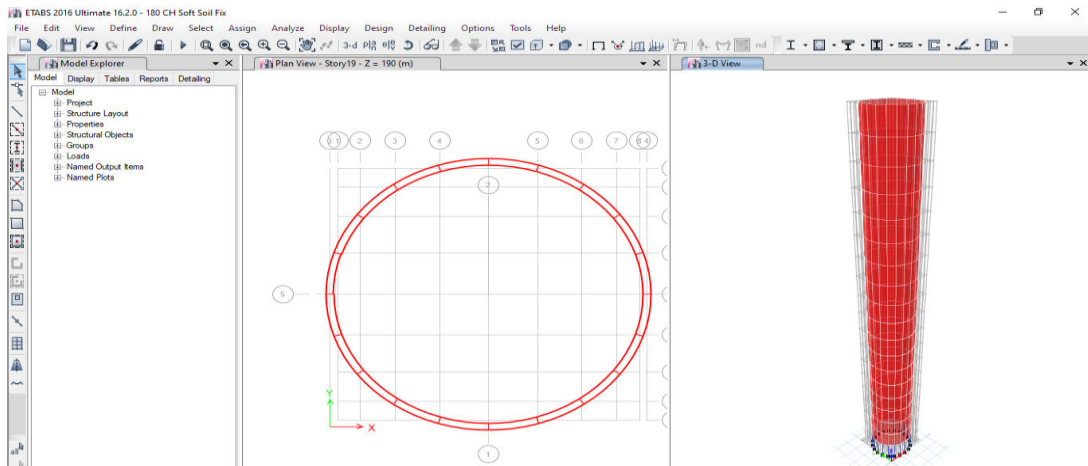 ETABS 2016 Ultimate 16.2.0 - 180 CH Soft Soil Fix
File Edit View Define Draw Select Assign Analyze Display Design Detailing Options Tools Help
3-d nd
Model Explorer
Model Display Tables Reports Detailing
Model
Project
Structure Layout
Properties
Structural Objects
Groups
Loads
Named Output Items
Named Plots
Plan View - Story19 - Z = 190 (m)
2 3 4 5 6 7
2
5
Y
X
1
3-D View